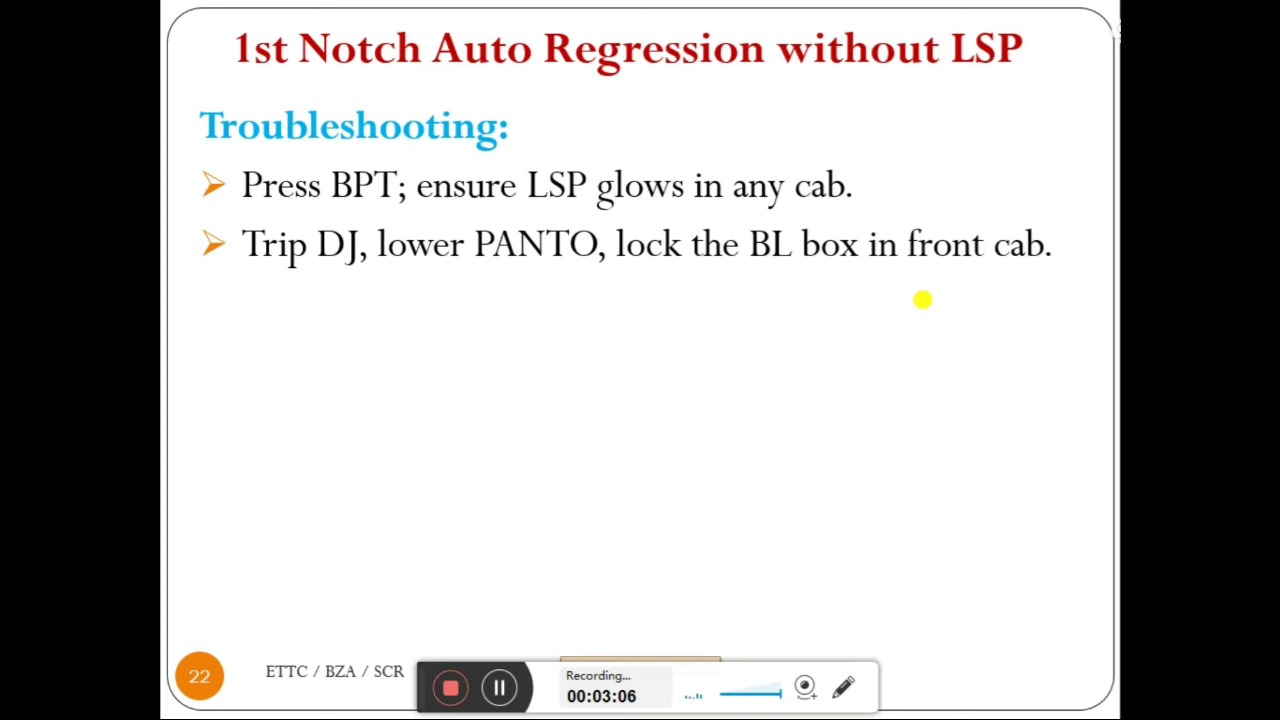 1st Notch Auto Regression without LSP
Troubleshooting:
Press BPT; ensure LSP glows in any cab.
Trip DJ, lower PANTO, lock the BL box in front cab.
22
ETTC / BZA / SCR
Recording...
00:03:06